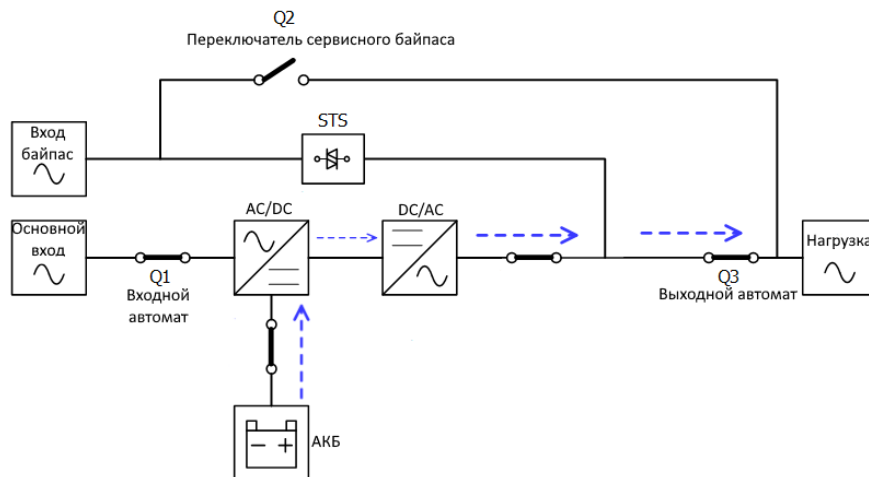 Q2
Переключатель сервисного байпаса
STS
Вход
байпас
AC/DC
DC/AC
Основной
вход
Нагрузка
Q1
Входной
автомат
Q3
Выходной автомат
АКБ